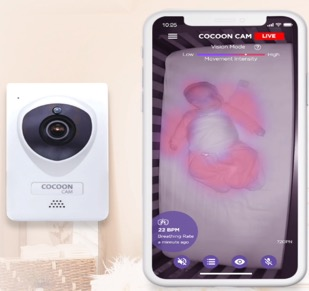 10:25
COCOON CAM LIVE
Vision Mode ?
Low High
Movement Intensity
COCOON
CAM
22 BPM
Breathing Rate
a minute ago